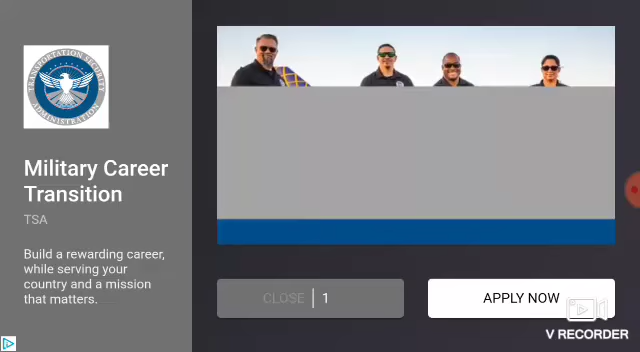 TRANSPORTATION SECURITY
ADMINISTRATION
Military Career
Transition
TSA
Build a rewarding career,
while serving your
country and a mission
that matters.
CLOSE 1
APPLY NOW
V RECORDER